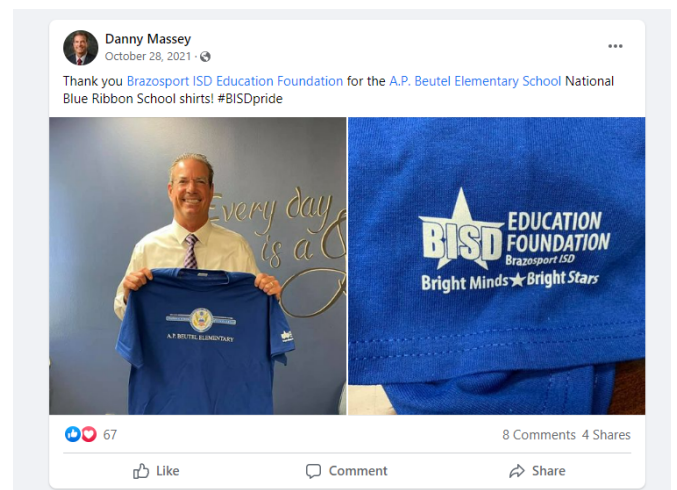 Danny Massey
October 28, 2021 ·
Thank you Brazosport ISD Education Foundation for the A.P. Beutel Elementary School National
Blue Ribbon School shirts! #BISDpride
Every day
is a
A.P. BEUTEL ELEMENTARY
BISD
EDUCATION
FOUNDATION
Brazosport ISD
Bright Minds★Bright Stars
67
8 Comments 4 Shares
Like
Comment
Share